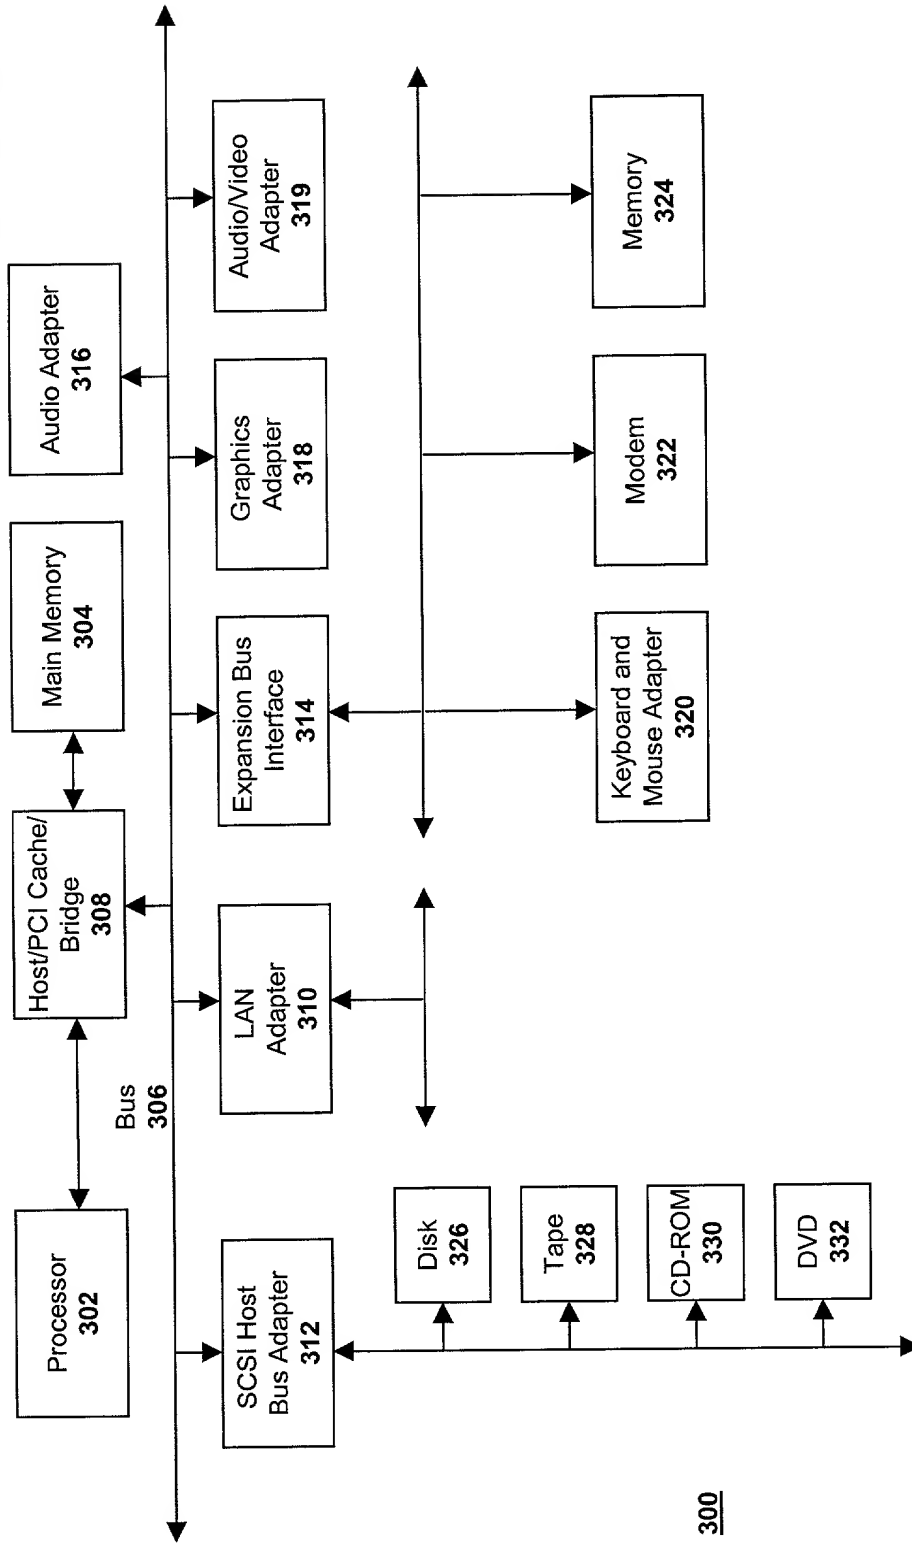 Processor
302
Host/PCI Cache/
Bridge
308
Main Memory
304
Audio Adapter
316
Bus
306
SCSI Host
Bus Adapter
312
LAN
Adapter
310
Expansion Bus
Interface
314
Graphics
Adapter
318
Audio/Video
Adapter
319
Disk
326
Tape
328
CD-ROM
330
DVD
332
Keyboard and
Mouse Adapter
320
Modem
322
Memory
324
300